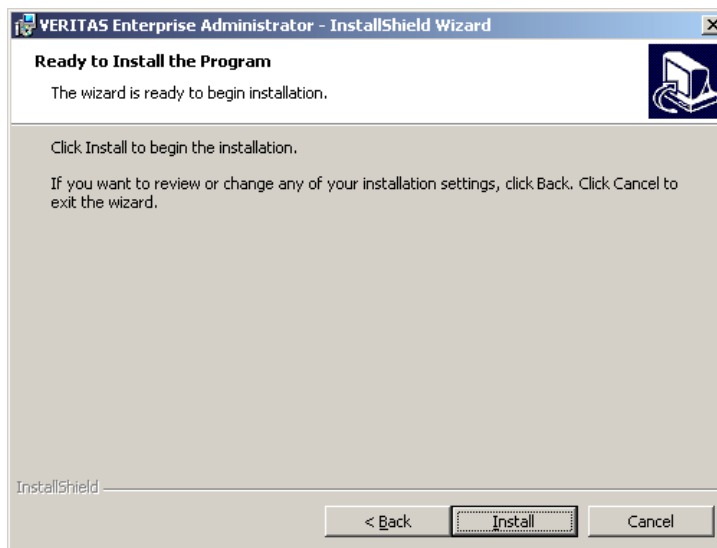 VERITAS Enterprise Administrator - InstallShield Wizard
Ready to Install the Program
The wizard is ready to begin installation.
Click Install to begin the installation.
If you want to review or change any of your installation settings, click Back. Click Cancel to
exit the wizard.
InstallShield
< Back Install Cancel